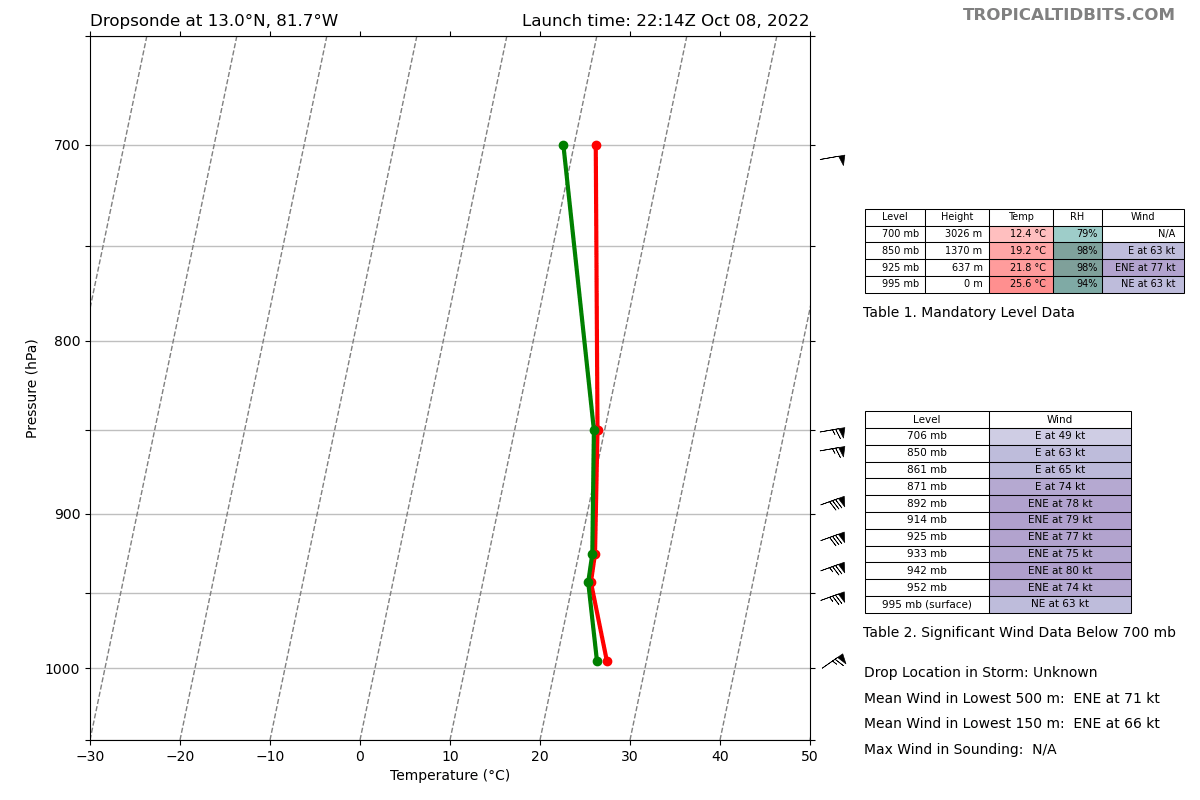 Dropsonde at 13.0°N, 81.7°W
Launch time: 22:14Z Oct 08, 2022
TROPICALTIDBITS.COM
700
800
900
1000
Pressure (hPa)
−30 −20 −10 0 10 20 30 40 50
Temperature (°C)
Level Height Temp RH Wind
700 mb 3026 m 12.4 °C 79% N/A
850 mb 1370 m 19.2 °C 98% E at 63 kt
925 mb 637 m 21.8 °C 98% ENE at 77 kt
995 mb 0 m 25.6 °C 94% NE at 63 kt
Table 1. Mandatory Level Data
Level Wind
706 mb E at 49 kt
850 mb E at 63 kt
861 mb E at 65 kt
871 mb E at 74 kt
892 mb ENE at 78 kt
914 mb ENE at 79 kt
925 mb ENE at 77 kt
933 mb ENE at 75 kt
942 mb ENE at 80 kt
952 mb ENE at 74 kt
995 mb (surface) NE at 63 kt
Table 2. Significant Wind Data Below 700 mb
Drop Location in Storm: Unknown
Mean Wind in Lowest 500 m: ENE at 71 kt
Mean Wind in Lowest 150 m: ENE at 66 kt
Max Wind in Sounding: N/A